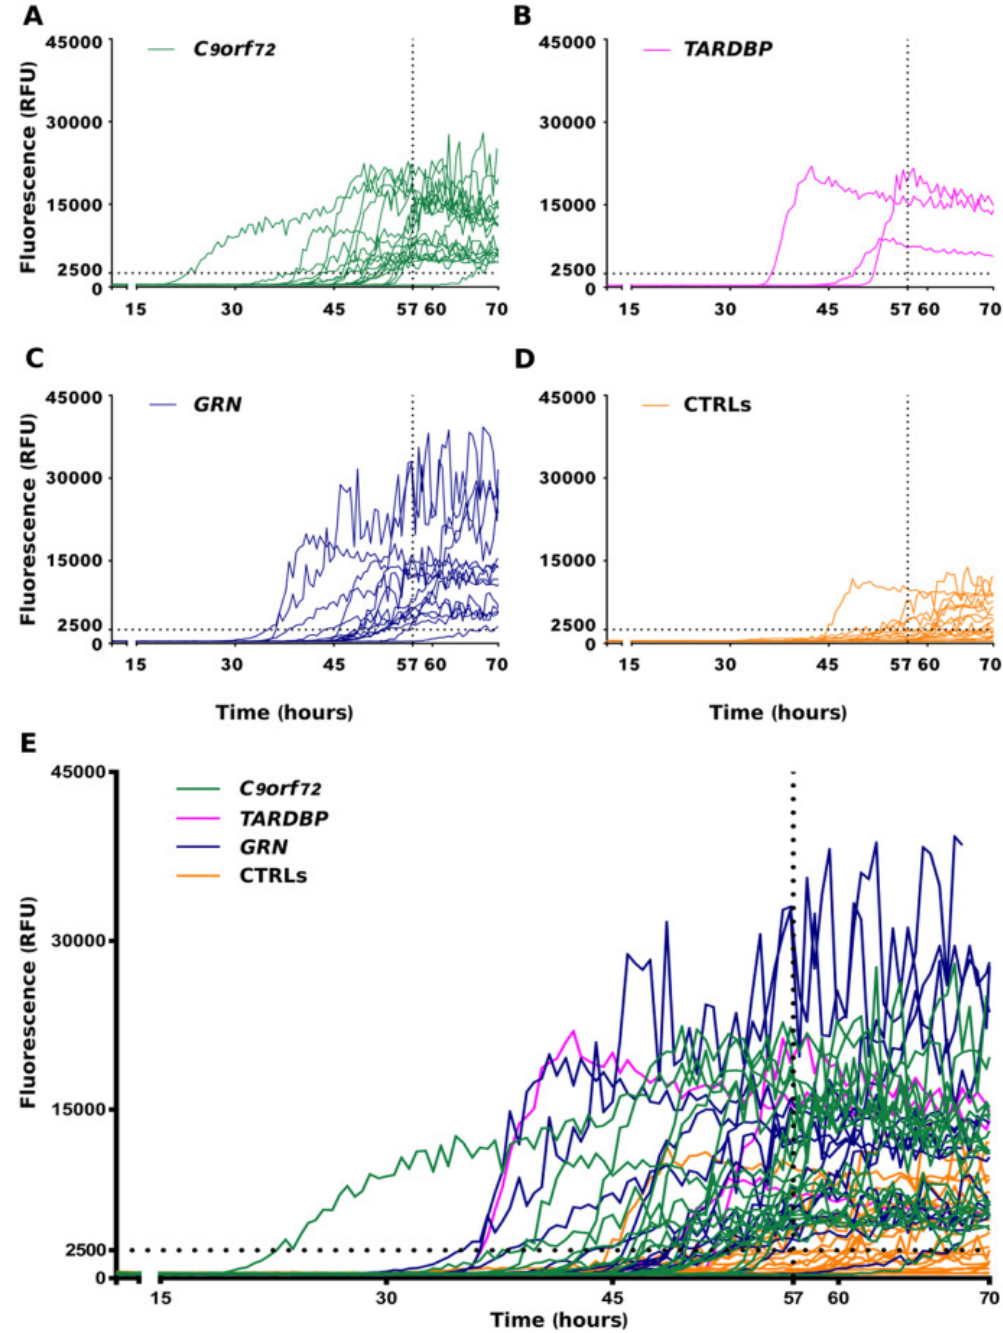 A
45000
30000
15000
2500
0
Fluorescence (RFU)
C9orf72
15 30 45 57 60 70
B
45000
30000
15000
2500
0
TARDBP
15 30 45 57 60 70
C
45000
30000
15000
2500
0
Fluorescence (RFU)
GRN
15 30 45 57 60 70
Time (hours)
D
45000
30000
15000
2500
0
CTRLs
15 30 45 57 60 70
Time (hours)
E
45000
30000
15000
2500
0
Fluorescence (RFU)
C9orf72
TARDBP
GRN
CTRLs
15 30 45 57 60 70
Time (hours)